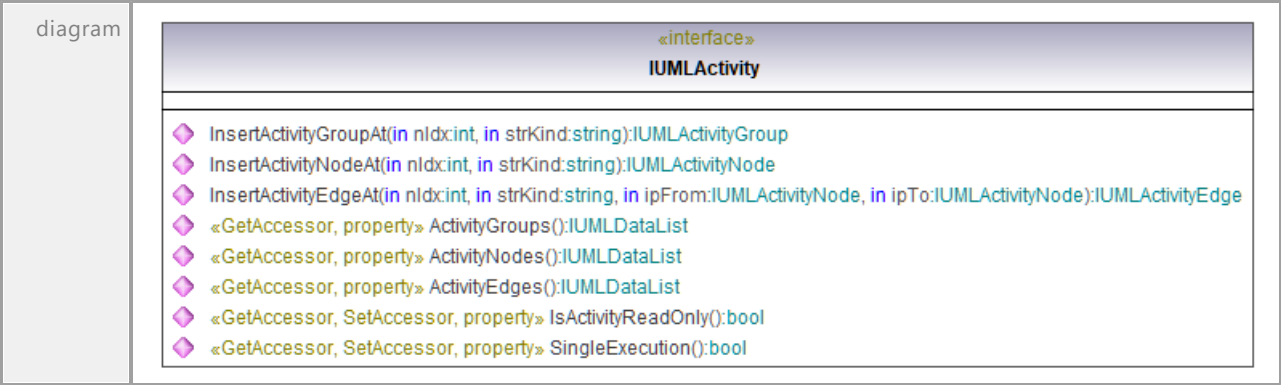 diagram
«interface»
IUMLActivity
InsertActivityGroupAt(in nIdx:int, in strKind:string):IUMLActivityGroup
InsertActivityNodeAt(in nIdx:int, in strKind:string):IUMLActivityNode
InsertActivityEdgeAt(in nIdx:int, in strKind:string, in ipFrom:IUMLActivityNode, in ipTo:IUMLActivityNode):IUMLActivityEdge
«GetAccessor, property» ActivityGroups():IUMLDataList
«GetAccessor, property» ActivityNodes():IUMLDataList
«GetAccessor, property» ActivityEdges():IUMLDataList
«GetAccessor, SetAccessor, property» IsActivityReadOnly():bool
«GetAccessor, SetAccessor, property» SingleExecution():bool